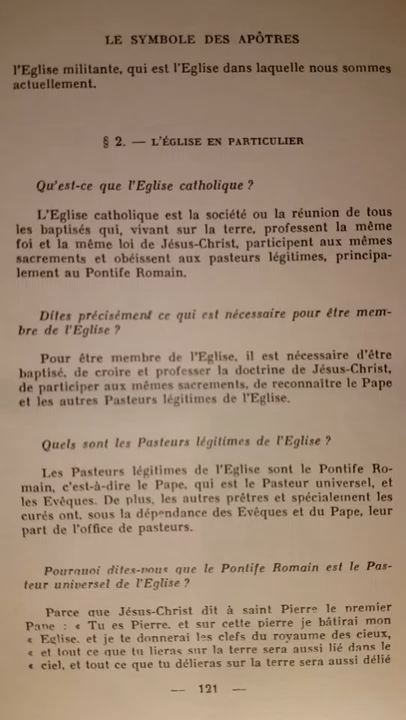 LE SYMBOLE DES APÔTRES
l'Eglise militante, qui est l'Eglise dans laquelle nous sommes
actuellement.
§ 2. — L'ÉGLISE EN PARTICULIER
Qu'est-ce que l'Eglise catholique ?
L'Eglise catholique est la société ou la réunion de tous
les baptisés qui, vivant sur la terre, professent la même
foi et la même loi de Jésus-Christ, participent aux mêmes
sacrements et obéissent aux pasteurs légitimes, principa-
lement au Pontife Romain.
Dites précisément ce qui est nécessaire pour être mem-
bre de l'Eglise ?
Pour être membre de l'Eglise, il est nécessaire d'être
baptisé, de croire et professer la doctrine de Jésus-Christ,
de participer aux mêmes sacrements, de reconnaître le Pape
et les autres Pasteurs légitimes de l'Eglise.
Quels sont les Pasteurs légitimes de l'Eglise ?
Les Pasteurs légitimes de l'Eglise sont le Pontife Ro-
main, c'est-à-dire le Pape, qui est le Pasteur universel, et
les Evêques. De plus, les autres prêtres et spécialement les
curés ont, sous la dépendance des Evêques et du Pape, leur
part de l'office de pasteurs.
Pourquoi dites-vous que le Pontife Romain est le Pas-
teur universel de l'Eglise ?
Parce que Jésus-Christ dit à saint Pierre le premier
Pape : « Tu es Pierre, et sur cette pierre je bâtirai mon
« Eglise, et je te donnerai les clefs du royaume des cieux,
« et tout ce que tu lieras sur la terre sera aussi lié dans le
« ciel, et tout ce que tu délieras sur la terre sera aussi délié
— 121 —